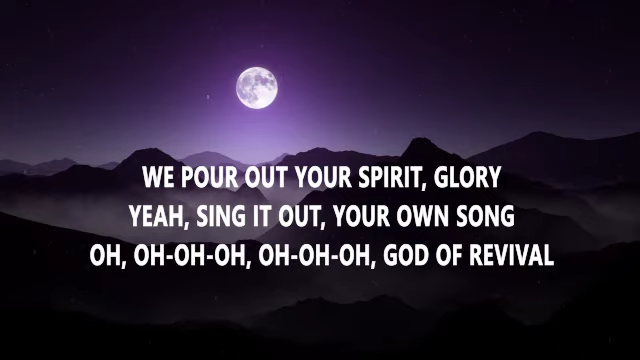 WE POUR OUT YOUR SPIRIT, GLORY
YEAH, SING IT OUT, YOUR OWN SONG
OH, OH-OH-OH, OH-OH-OH, GOD OF REVIVAL